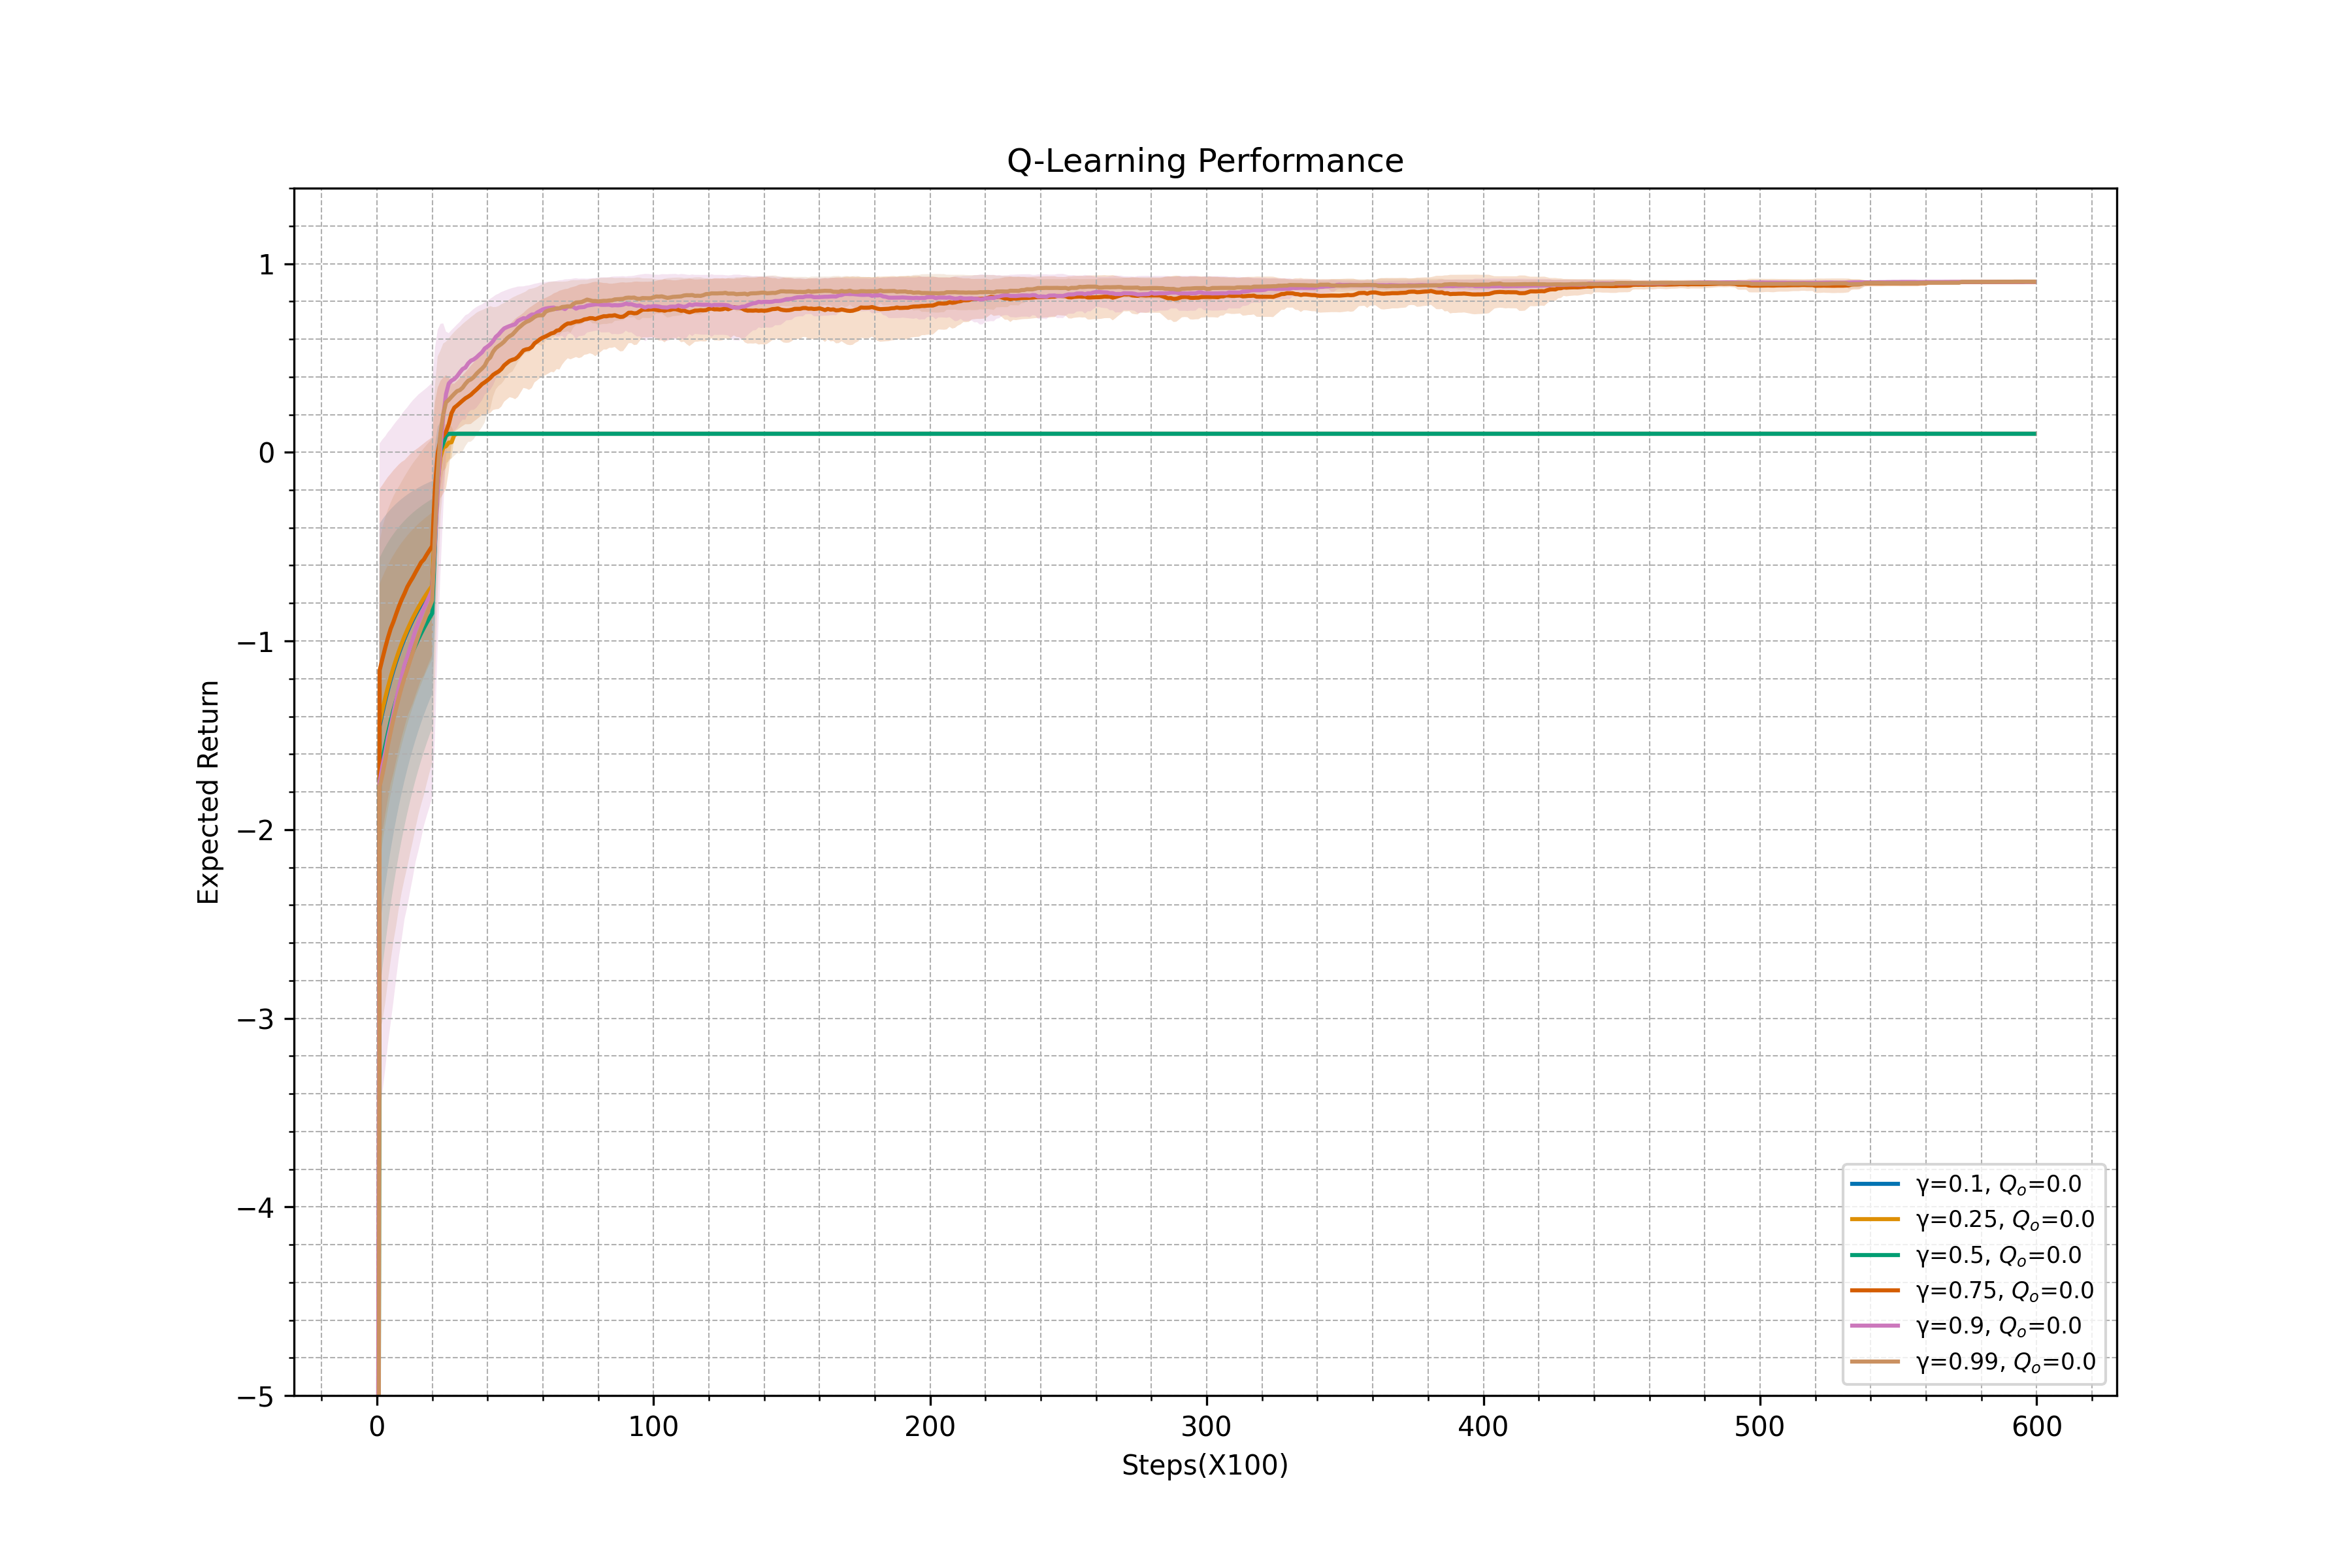 Q-Learning Performance
Expected Return
1
0
−1
−2
−3
−4
−5
0 100 200 300 400 500 600
Steps(X100)
γ=0.1, Qo=0.0
γ=0.25, Qo=0.0
γ=0.5, Qo=0.0
γ=0.75, Qo=0.0
γ=0.9, Qo=0.0
γ=0.99, Qo=0.0